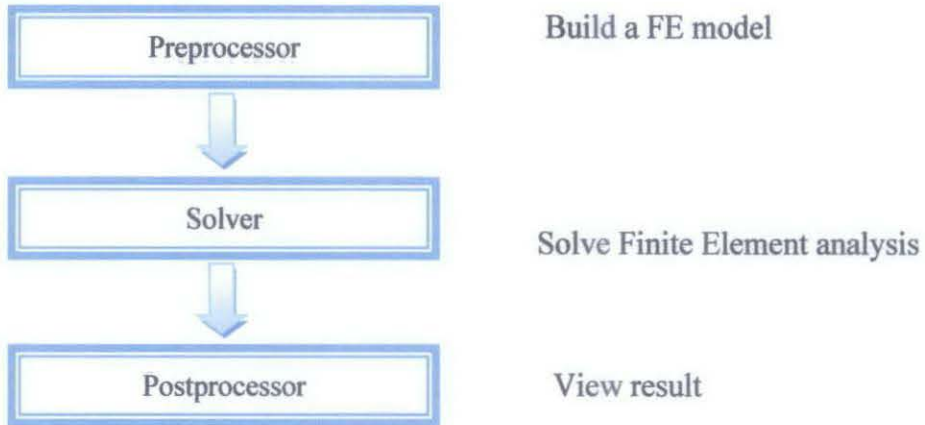 Preprocessor
Build a FE model
Solver
Solve Finite Element analysis
Postprocessor
View result